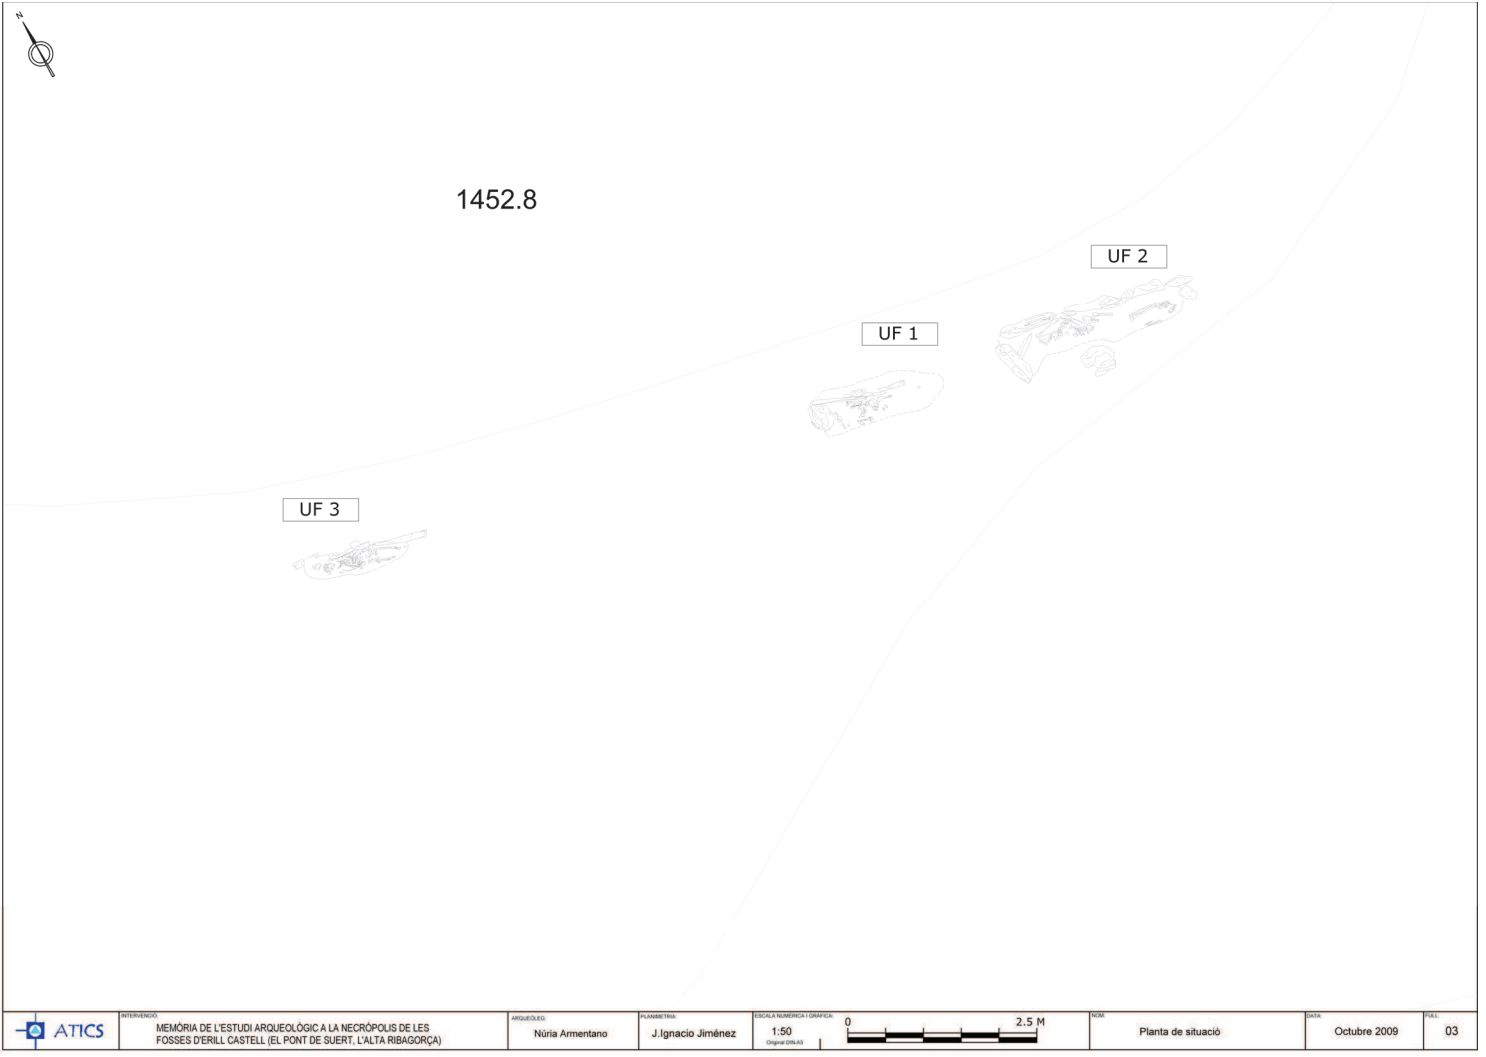 N
1452.8
UF 2
UF 1
UF 3
ATICS
INTERVENCIÓ:
MEMÒRIA DE L'ESTUDI ARQUEOLÒGIC A LA NECRÒPOLIS DE LES
FOSSES D'ERILL CASTELL (EL PONT DE SUERT, L'ALTA RIBAGORÇA)
ARQUEÒLEG:
Núria Armentano
PLANIMETRIA:
J.Ignacio Jiménez
ESCALA NUMÈRICA I GRÀFICA:
1:50
Original DIN-A3
0
2.5 M
NOM:
Planta de situació
DATA:
Octubre 2009
FULL:
03